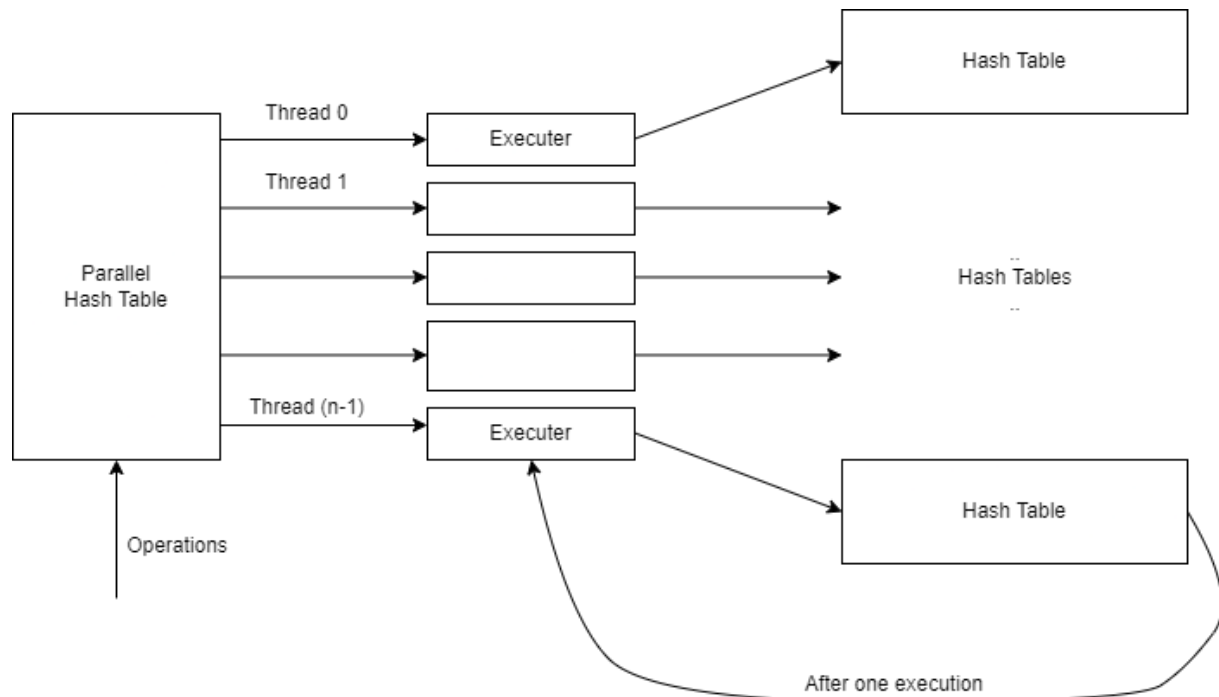 Hash Table
Thread 0
Executer
Thread 1
Parallel
Hash Table
..
Hash Tables
..
Thread (n-1)
Executer
Hash Table
Operations
After one execution